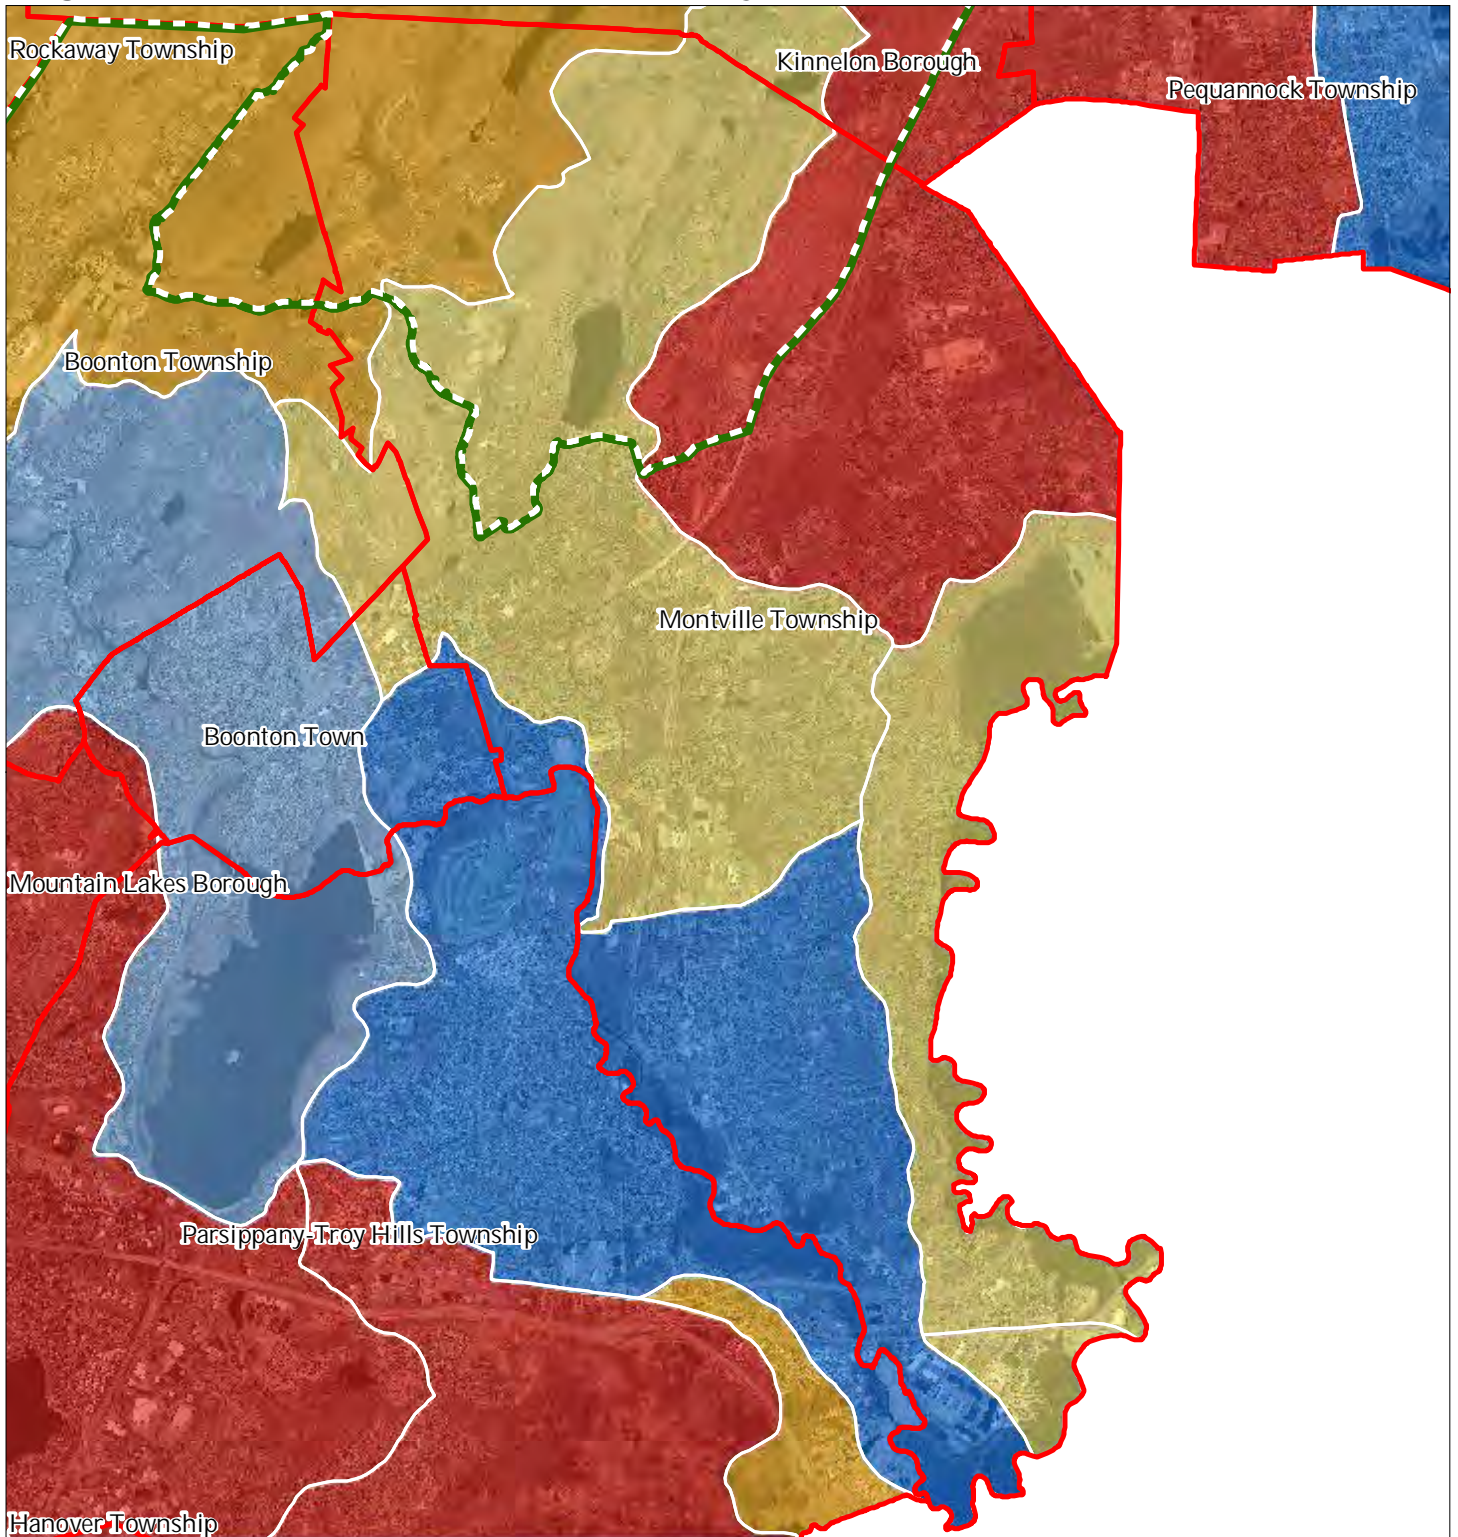 Rockaway Township
Kinnelon Borough
Pequannock Township
Boonton Township
Montville Township
Boonton Town
Mountain Lakes Borough
Parsippany-Troy Hills Township
Hanover Township